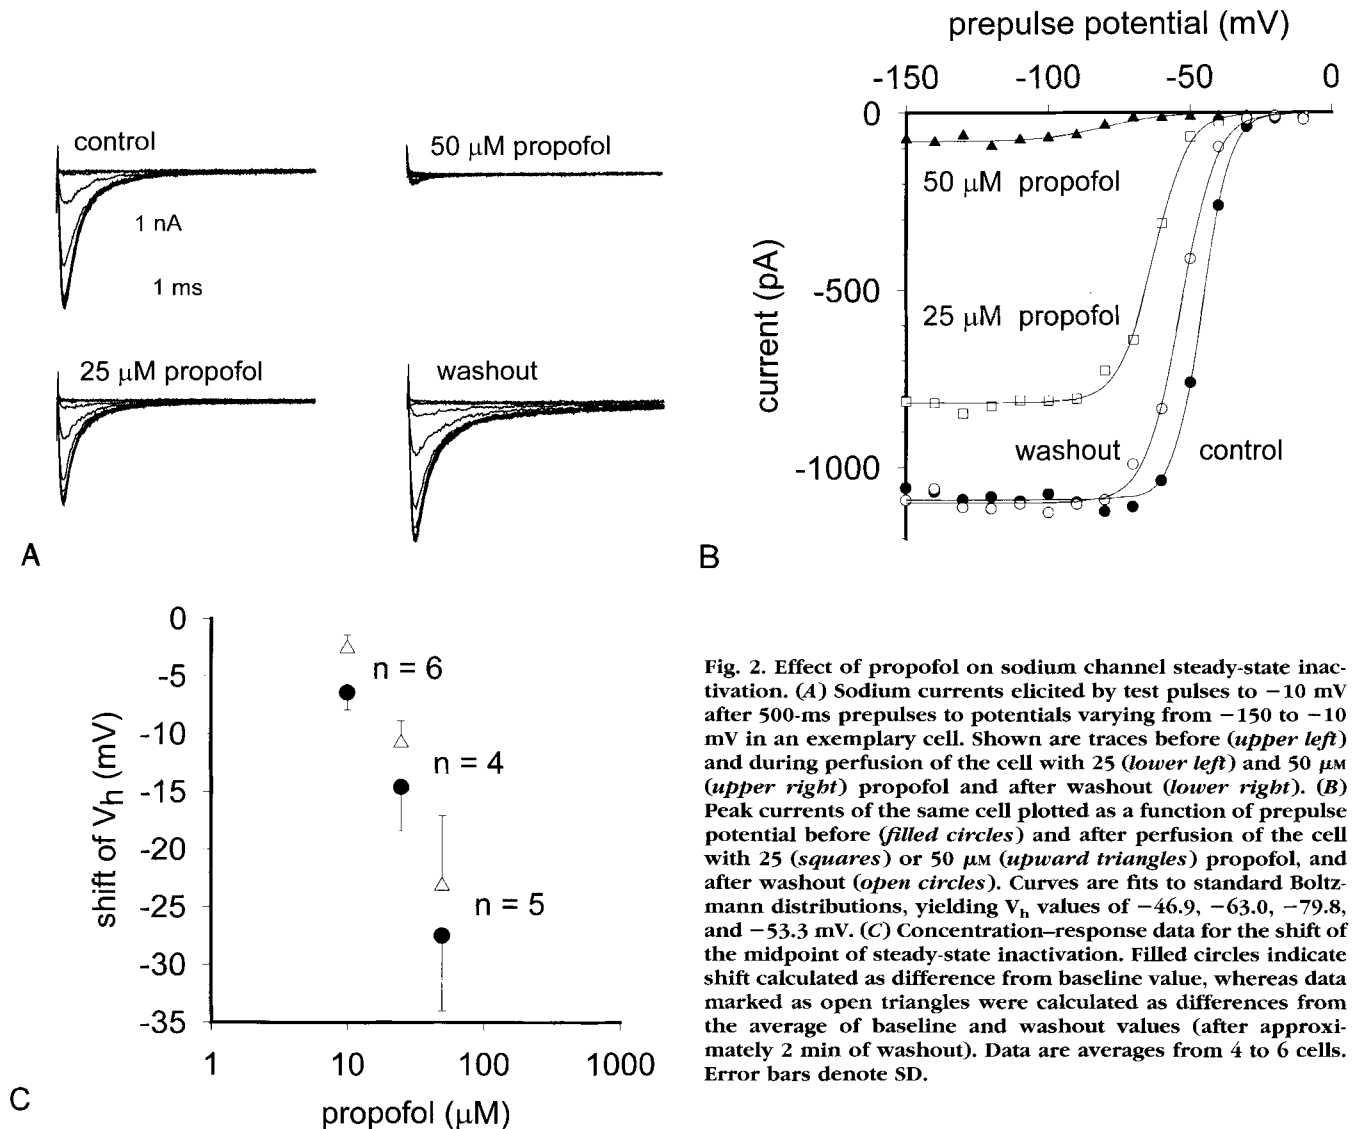 control
1 nA
1 ms
50 μM propofol
25 μM propofol
washout
A
prepulse potential (mV)
-150 -100 -50 0
0
-500
-1000
current (pA)
50 μM propofol
25 μM propofol
washout
control
B
0
-5
-10
-15
-20
-25
-30
-35
shift of Vh (mV)
n = 6
n = 4
n = 5
1 10 100 1000
propofol (μM)
C
Fig. 2. Effect of propofol on sodium channel steady-state inac-
tivation. (A) Sodium currents elicited by test pulses to −10 mV
after 500-ms prepulses to potentials varying from −150 to −10
mV in an exemplary cell. Shown are traces before (upper left)
and during perfusion of the cell with 25 (lower left) and 50 μM
(upper right) propofol and after washout (lower right). (B)
Peak currents of the same cell plotted as a function of prepulse
potential before (filled circles) and after perfusion of the cell
with 25 (squares) or 50 μM (upward triangles) propofol, and
after washout (open circles). Curves are fits to standard Boltz-
mann distributions, yielding Vh values of −46.9, −63.0, −79.8,
and −53.3 mV. (C) Concentration–response data for the shift of
the midpoint of steady-state inactivation. Filled circles indicate
shift calculated as difference from baseline value, whereas data
marked as open triangles were calculated as differences from
the average of baseline and washout values (after approxi-
mately 2 min of washout). Data are averages from 4 to 6 cells.
Error bars denote SD.